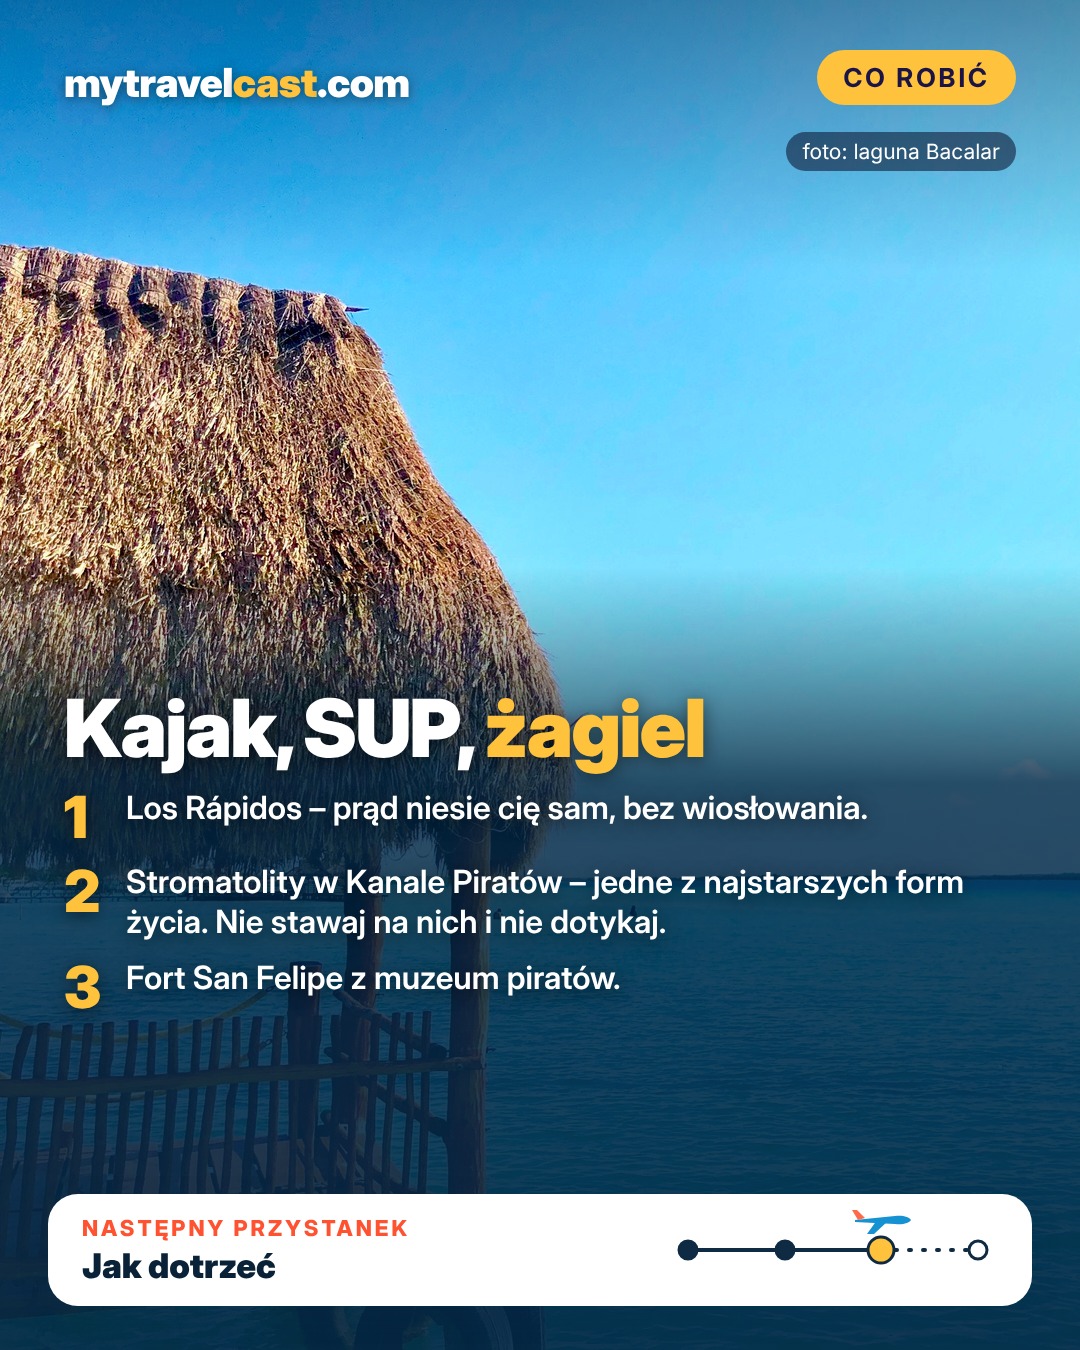 mytravelcast.com
CO ROBIĆ
foto: laguna Bacalar
Kajak, SUP, żagiel
1 Los Rápidos – prąd niesie cię sam, bez wiosłowania.
2 Stromatolity w Kanale Piratów – jedne z najstarszych form
życia. Nie stawaj na nich i nie dotykaj.
3 Fort San Felipe z muzeum piratów.
NASTĘPNY PRZYSTANEK
Jak dotrzeć